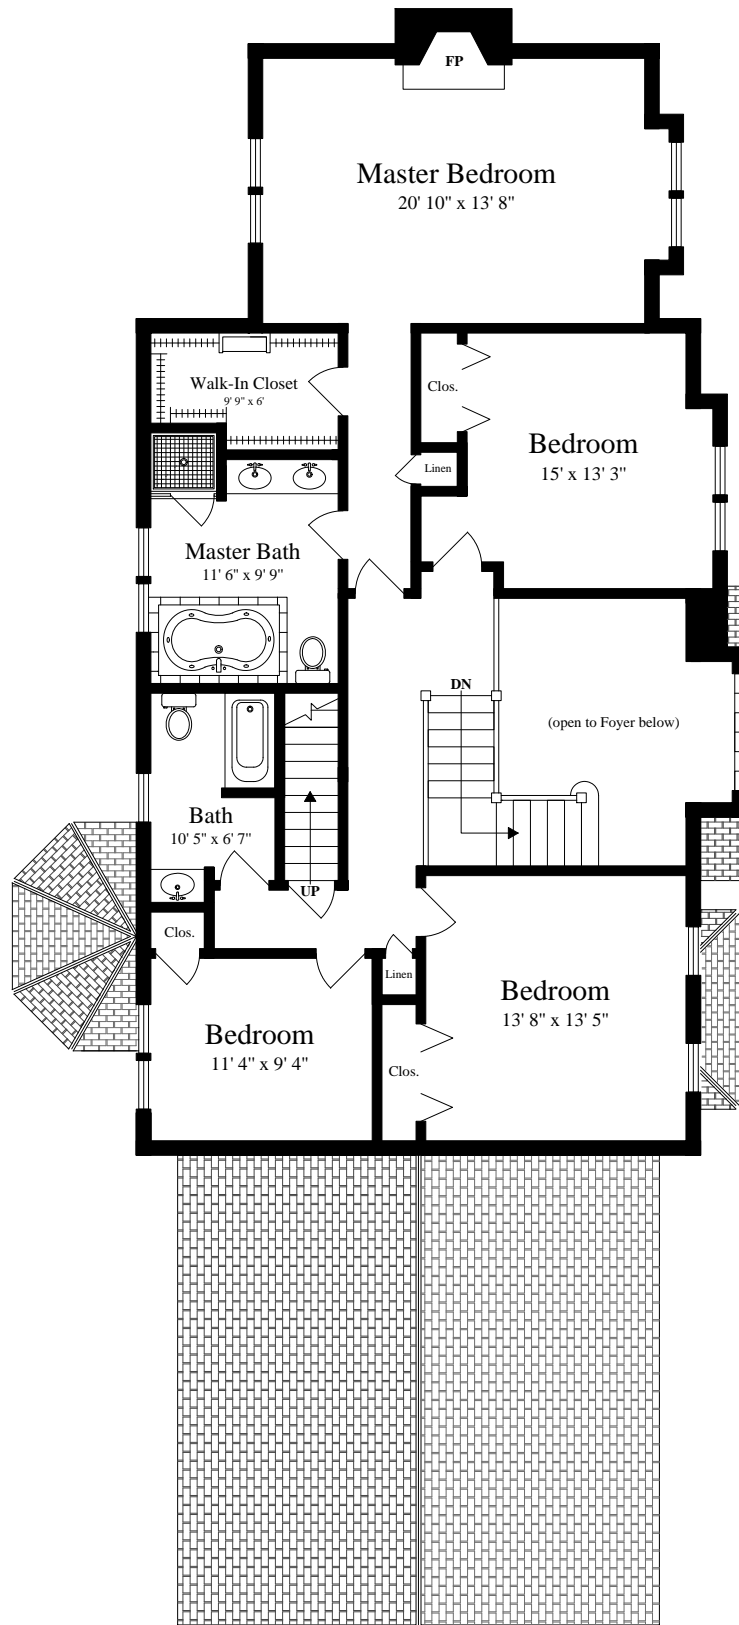 FP
Master Bedroom
20' 10" x 13' 8"
Walk-In Closet
9' 9" x 6'
Clos.
Bedroom
15' x 13' 3"
Linen
Master Bath
11' 6" x 9' 9"
DN
(open to Foyer below)
Bath
10' 5" x 6' 7"
UP
Clos.
Linen
Bedroom
13' 8" x 13' 5"
Bedroom
11' 4" x 9' 4"
Clos.